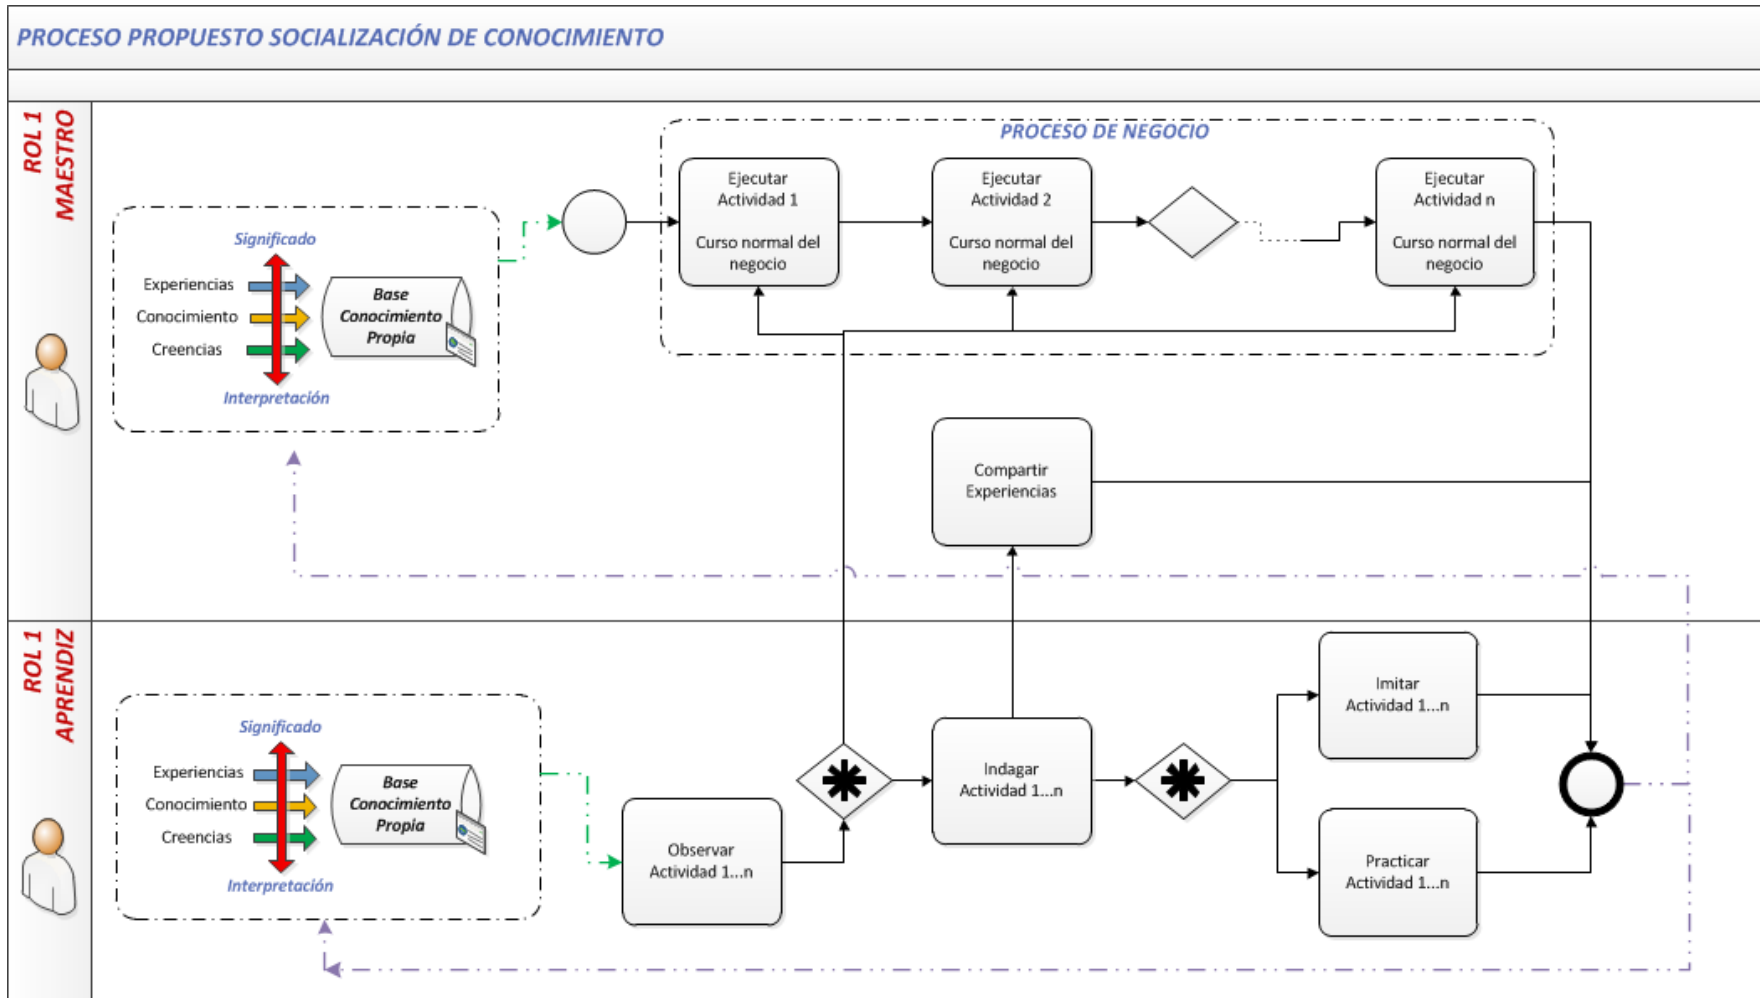 PROCESO PROPUESTO SOCIALIZACIÓN DE CONOCIMIENTO
ROL 1
MAESTRO
Significado
Experiencias
Conocimiento
Creencias
Interpretación
Base
Conocimiento
Propia
PROCESO DE NEGOCIO
Ejecutar
Actividad 1
Curso normal del
negocio
Ejecutar
Actividad 2
Curso normal del
negocio
Ejecutar
Actividad n
Curso normal del
negocio
Compartir
Experiencias
ROL 1
APRENDIZ
Significado
Experiencias
Conocimiento
Creencias
Interpretación
Base
Conocimiento
Propia
Observar
Actividad 1...n
Indagar
Actividad 1...n
Imitar
Actividad 1...n
Practicar
Actividad 1...n